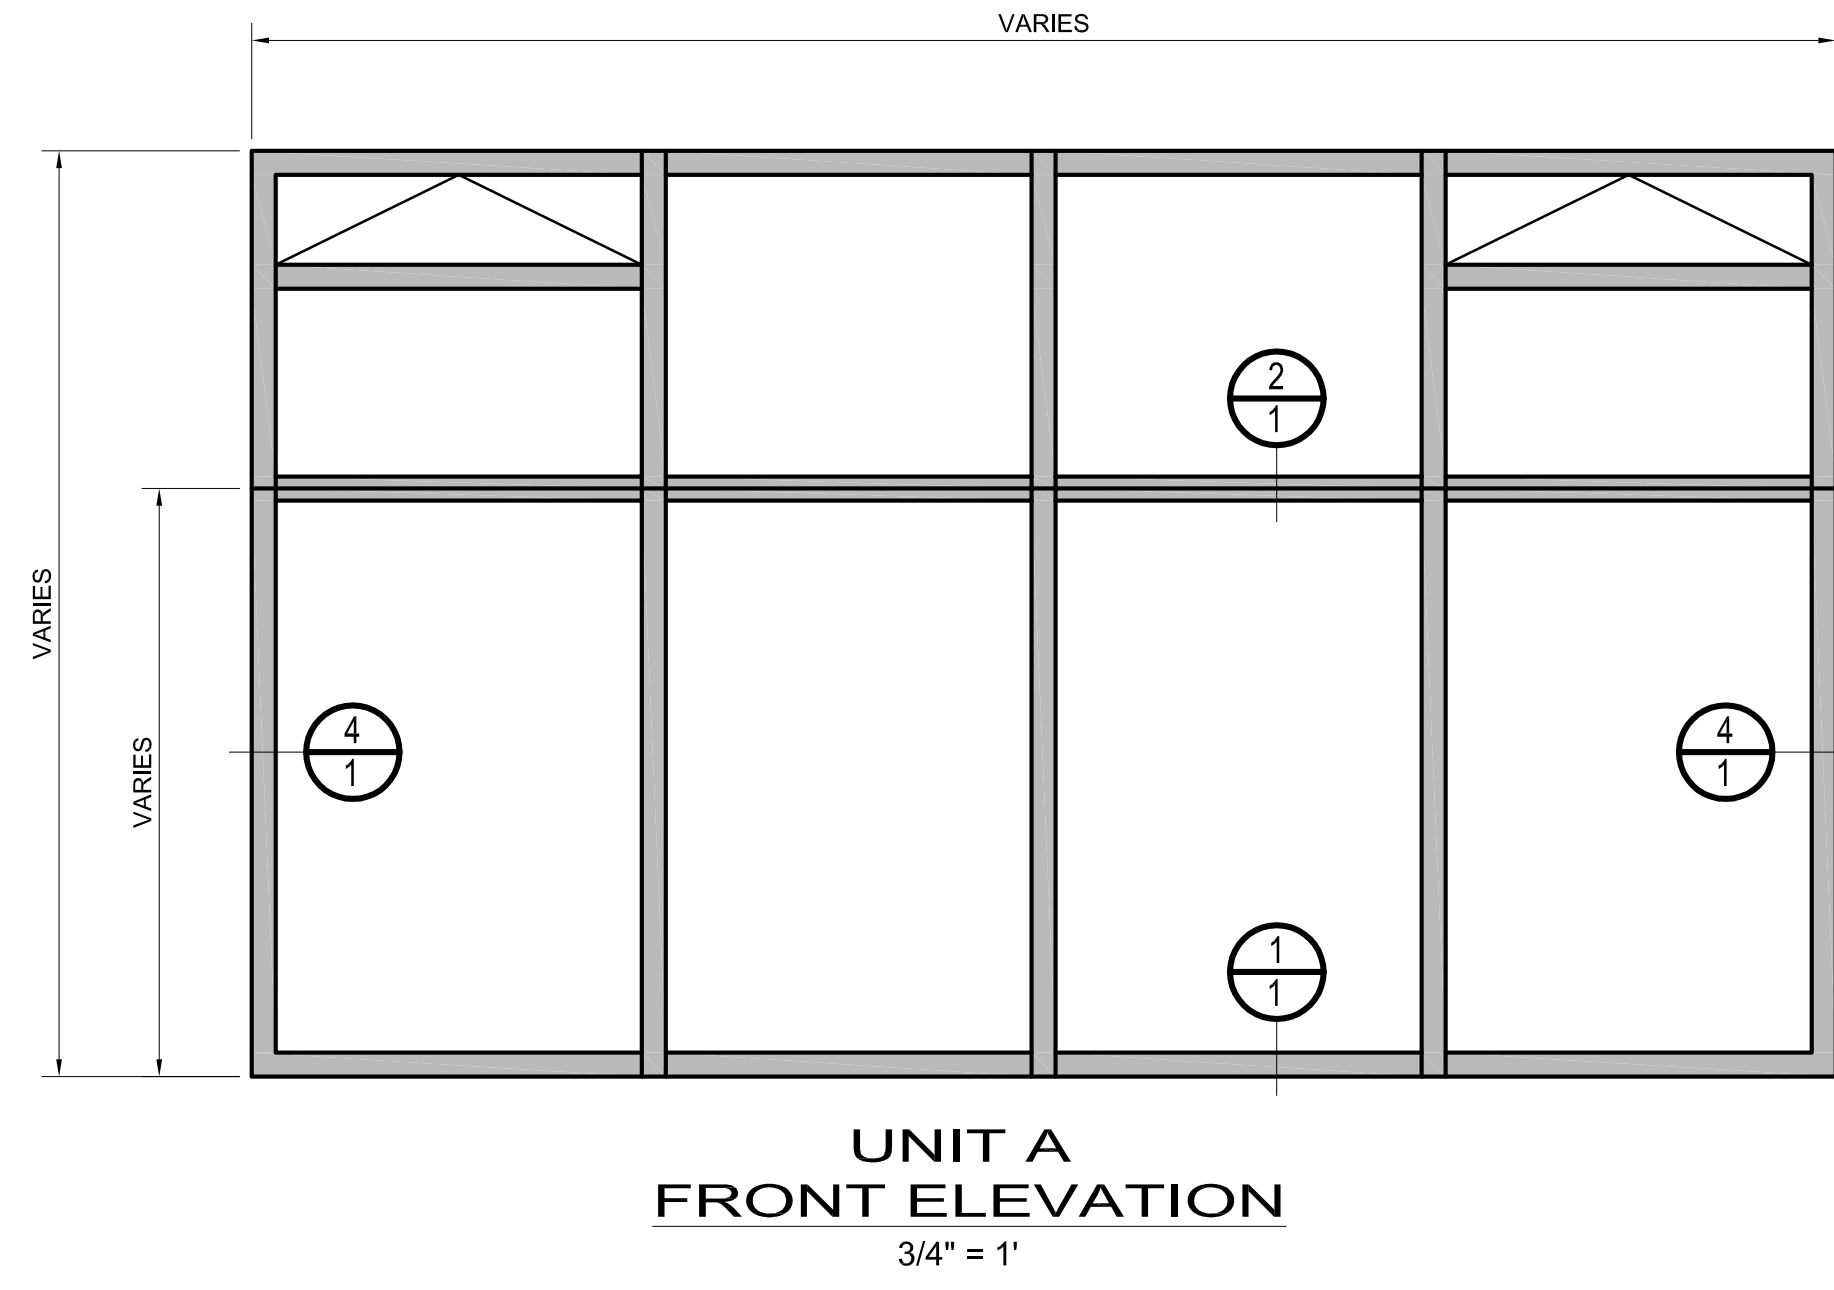 VARIES
2
1
VARIES
VARIES
4
1
4
1
1
1
UNIT A
FRONT ELEVATION
3/4" = 1'